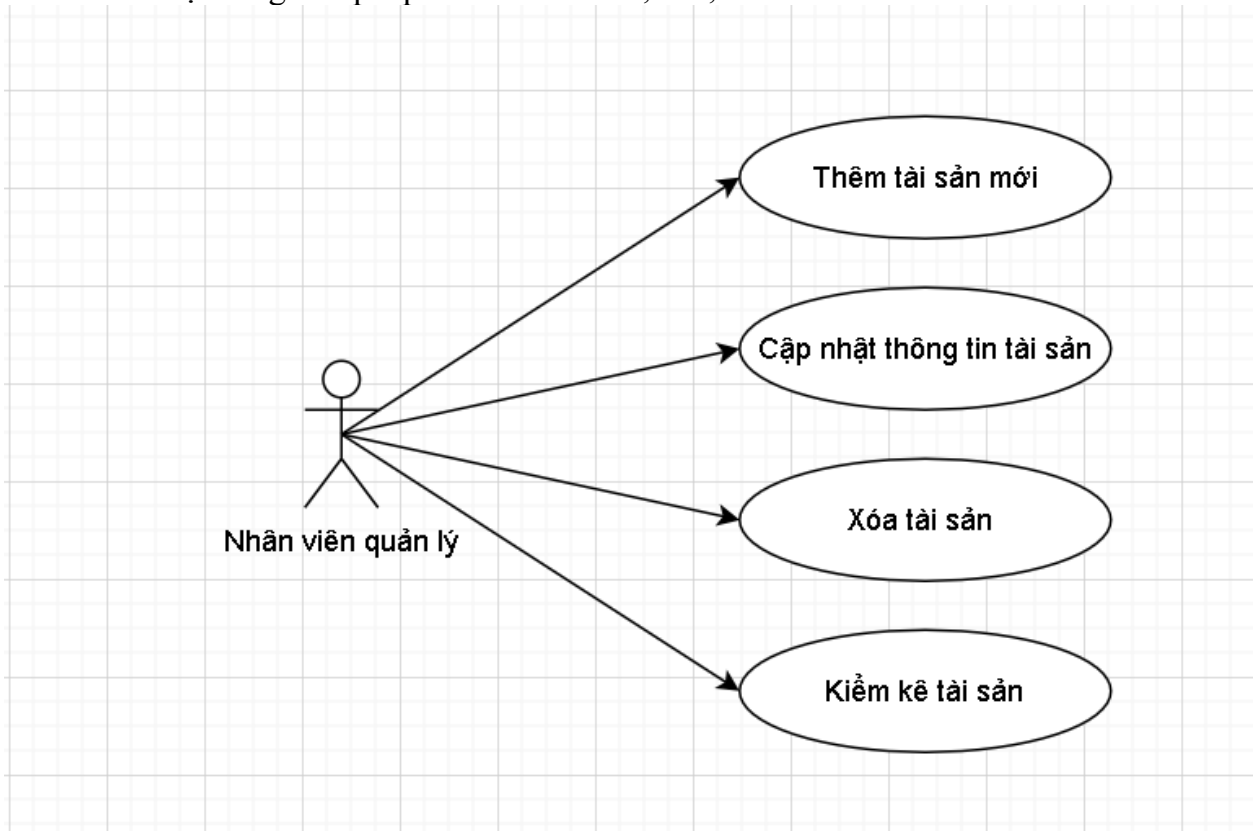 Thêm tài sản mới
Cập nhật thông tin tài sản
Nhân viên quản lý
Xóa tài sản
Kiểm kê tài sản